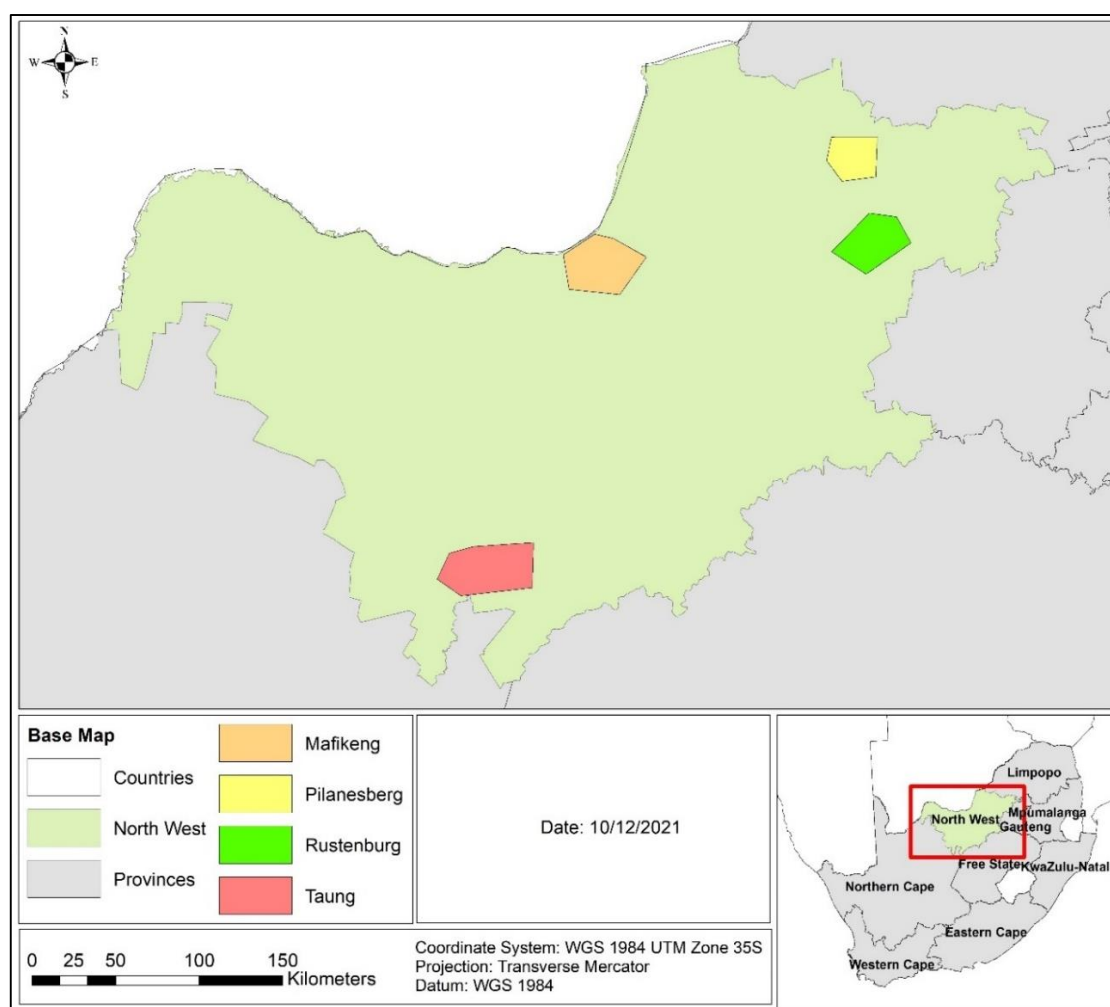 N
W E
S
Base Map
Countries
North West
Provinces
Mafikeng
Pilanesberg
Rustenburg
Taung
Date: 10/12/2021
Limpopo
North West
Mpumalanga
Gauteng
Free State
KwaZulu-Natal
Northern Cape
Eastern Cape
Western Cape
0 25 50 100 150
Kilometers
Coordinate System: WGS 1984 UTM Zone 35S
Projection: Transverse Mercator
Datum: WGS 1984